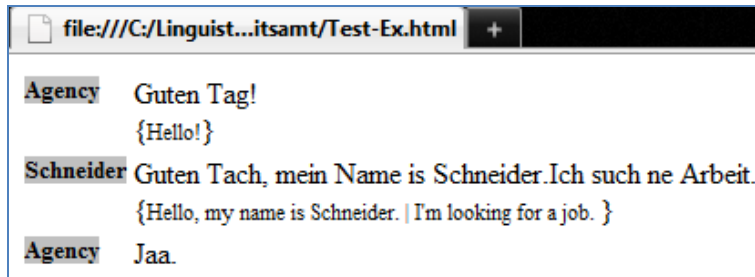 file:///C:/Linguist...itsamt/Test-Ex.html +
Agency Guten Tag!
{Hello!}
Schneider Guten Tach, mein Name is Schneider.Ich such ne Arbeit.
{Hello, my name is Schneider. | I'm looking for a job. }
Agency Jaa.